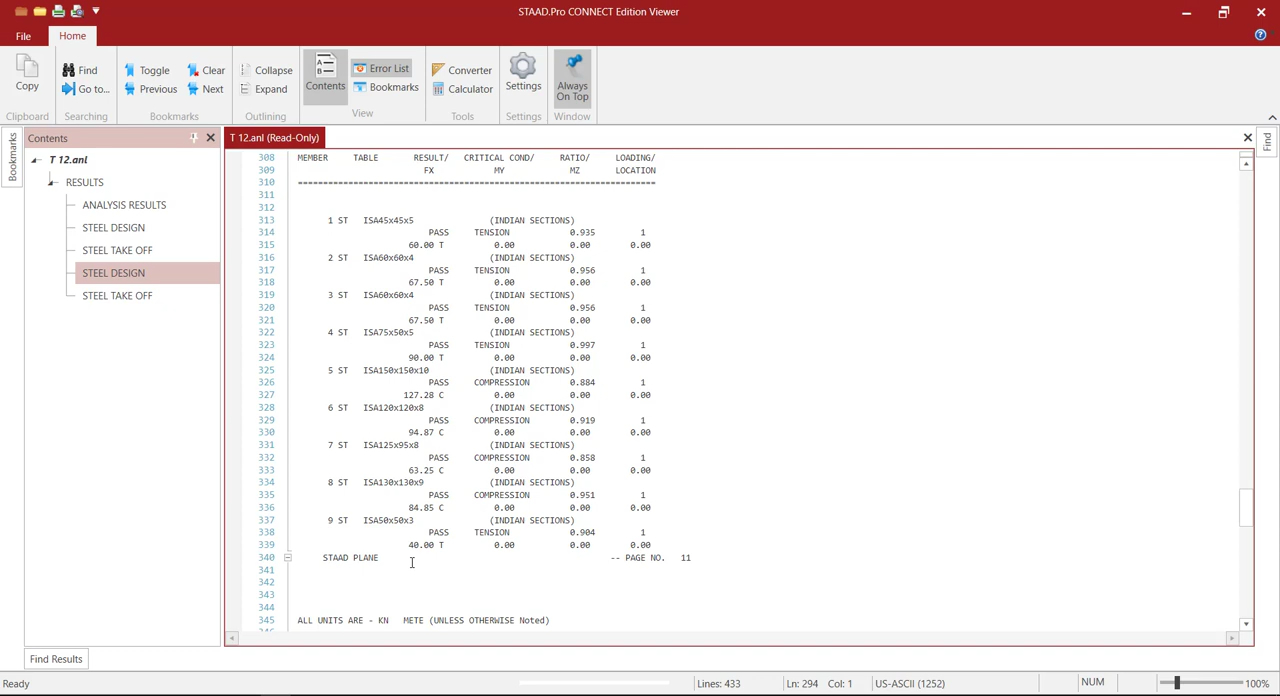 STAAD.Pro CONNECT Edition Viewer
File Home
Copy
Clipboard
Find
Go to...
Searching
Toggle Clear
Previous Next
Bookmarks
Collapse
Expand
Outlining
Contents
Error List
Bookmarks
View
Converter
Calculator
Tools
Settings
Settings
Always
On Top
Window
Bookmarks
Contents
T 12.anl
RESULTS
ANALYSIS RESULTS
STEEL DESIGN
STEEL TAKE OFF
STEEL DESIGN
STEEL TAKE OFF
T 12.anl (Read-Only)
Find
308 MEMBER TABLE RESULT/ CRITICAL COND/ RATIO/ LOADING/
309 FX MY MZ LOCATION
310 =======================================================================
311
312
313 1 ST ISA45x45x5 (INDIAN SECTIONS)
314 PASS TENSION 0.935 1
315 60.00 T 0.00 0.00 0.00
316 2 ST ISA60x60x4 (INDIAN SECTIONS)
317 PASS TENSION 0.956 1
318 67.50 T 0.00 0.00 0.00
319 3 ST ISA60x60x4 (INDIAN SECTIONS)
320 PASS TENSION 0.956 1
321 67.50 T 0.00 0.00 0.00
322 4 ST ISA75x50x5 (INDIAN SECTIONS)
323 PASS TENSION 0.997 1
324 90.00 T 0.00 0.00 0.00
325 5 ST ISA150x150x10 (INDIAN SECTIONS)
326 PASS COMPRESSION 0.884 1
327 127.28 C 0.00 0.00 0.00
328 6 ST ISA120x120x8 (INDIAN SECTIONS)
329 PASS COMPRESSION 0.919 1
330 94.87 C 0.00 0.00 0.00
331 7 ST ISA125x95x8 (INDIAN SECTIONS)
332 PASS COMPRESSION 0.858 1
333 63.25 C 0.00 0.00 0.00
334 8 ST ISA130x130x9 (INDIAN SECTIONS)
335 PASS COMPRESSION 0.951 1
336 84.85 C 0.00 0.00 0.00
337 9 ST ISA50x50x3 (INDIAN SECTIONS)
338 PASS TENSION 0.904 1
339 40.00 T 0.00 0.00 0.00
340 STAAD PLANE -- PAGE NO. 11
341
342
343
344
345 ALL UNITS ARE - KN METE (UNLESS OTHERWISE Noted)
Find Results
Ready Lines: 433 Ln: 294 Col: 1 US-ASCII (1252) NUM 100%